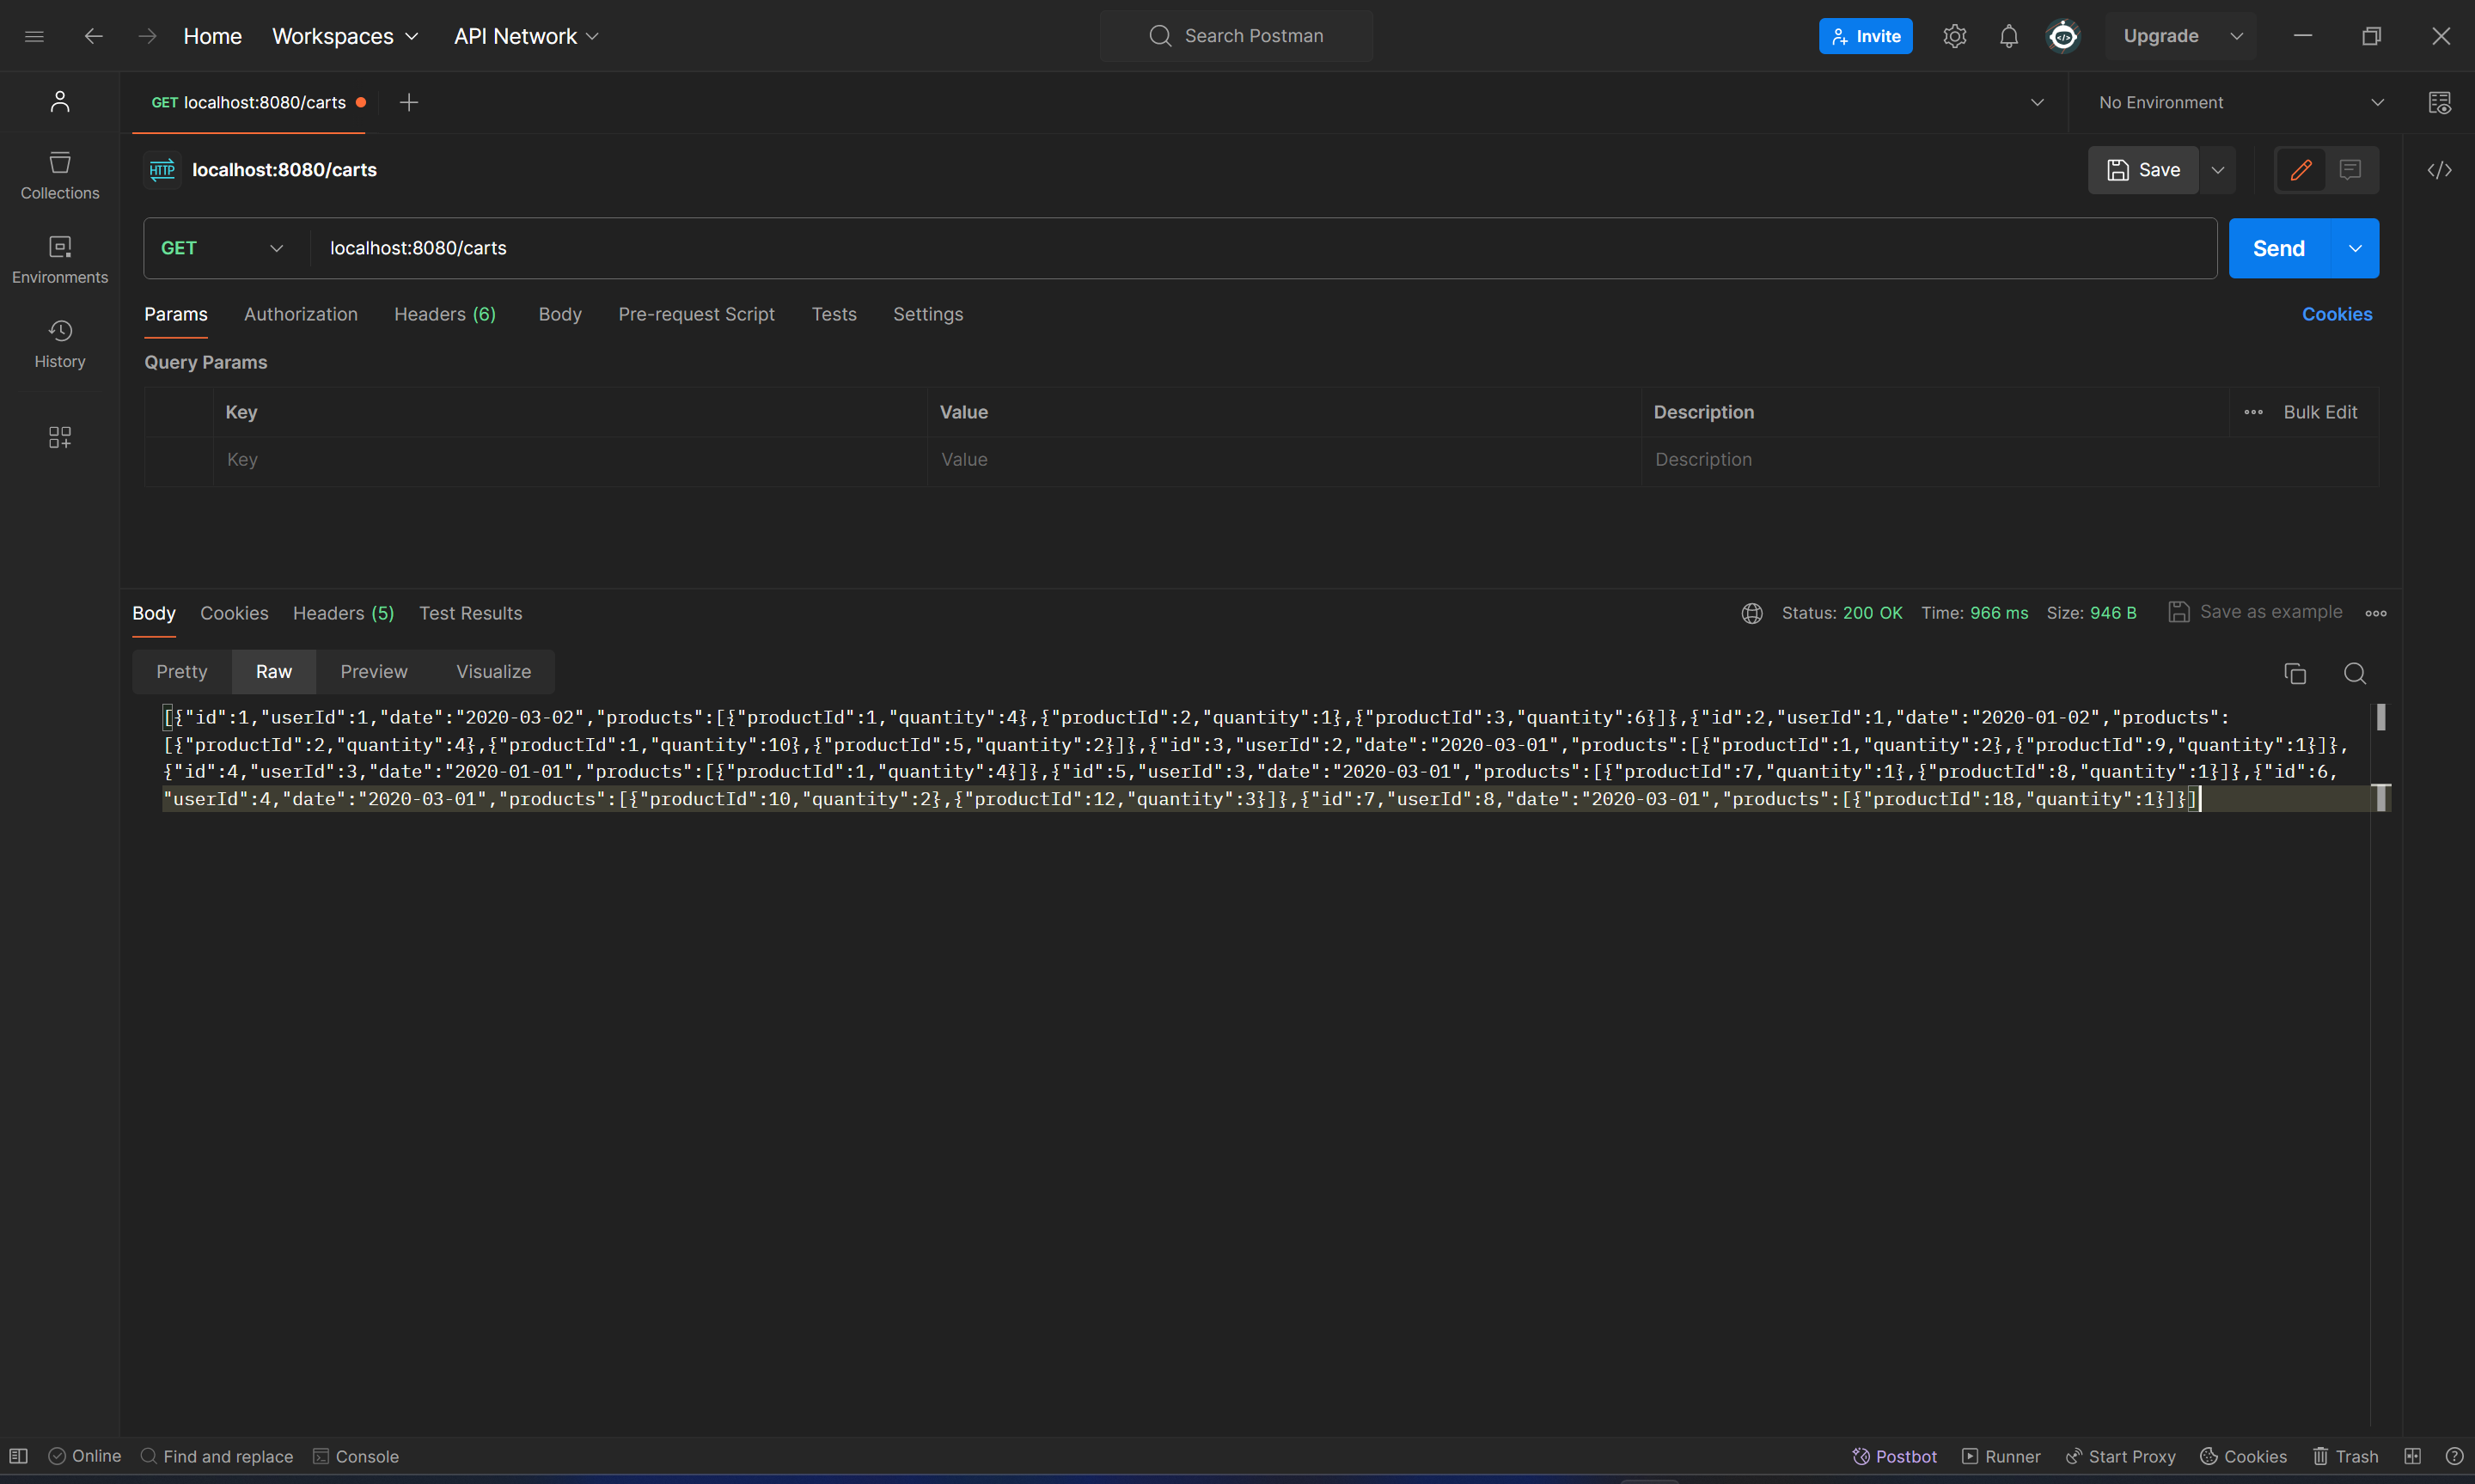 Home Workspaces API Network Search Postman Invite Upgrade
GET localhost:8080/carts No Environment
Collections
Environments
History
HTTP localhost:8080/carts Save
GET localhost:8080/carts Send
Params Authorization Headers (6) Body Pre-request Script Tests Settings Cookies
Query Params
Key Value Description Bulk Edit
Key Value Description
Body Cookies Headers (5) Test Results Status: 200 OK Time: 966 ms Size: 946 B Save as example
Pretty Raw Preview Visualize
[{"id":1,"userId":1,"date":"2020-03-02","products":[{"productId":1,"quantity":4},{"productId":2,"quantity":1},{"productId":3,"quantity":6}]},{"id":2,"userId":1,"date":"2020-01-02","products":
[{"productId":2,"quantity":4},{"productId":1,"quantity":10},{"productId":5,"quantity":2}]},{"id":3,"userId":2,"date":"2020-03-01","products":[{"productId":1,"quantity":2},{"productId":9,"quantity":1}]},
{"id":4,"userId":3,"date":"2020-01-01","products":[{"productId":1,"quantity":4}]},{"id":5,"userId":3,"date":"2020-03-01","products":[{"productId":7,"quantity":1},{"productId":8,"quantity":1}]},{"id":6,
"userId":4,"date":"2020-03-01","products":[{"productId":10,"quantity":2},{"productId":12,"quantity":3}]},{"id":7,"userId":8,"date":"2020-03-01","products":[{"productId":18,"quantity":1}]}]
Online Find and replace Console Postbot Runner Start Proxy Cookies Trash